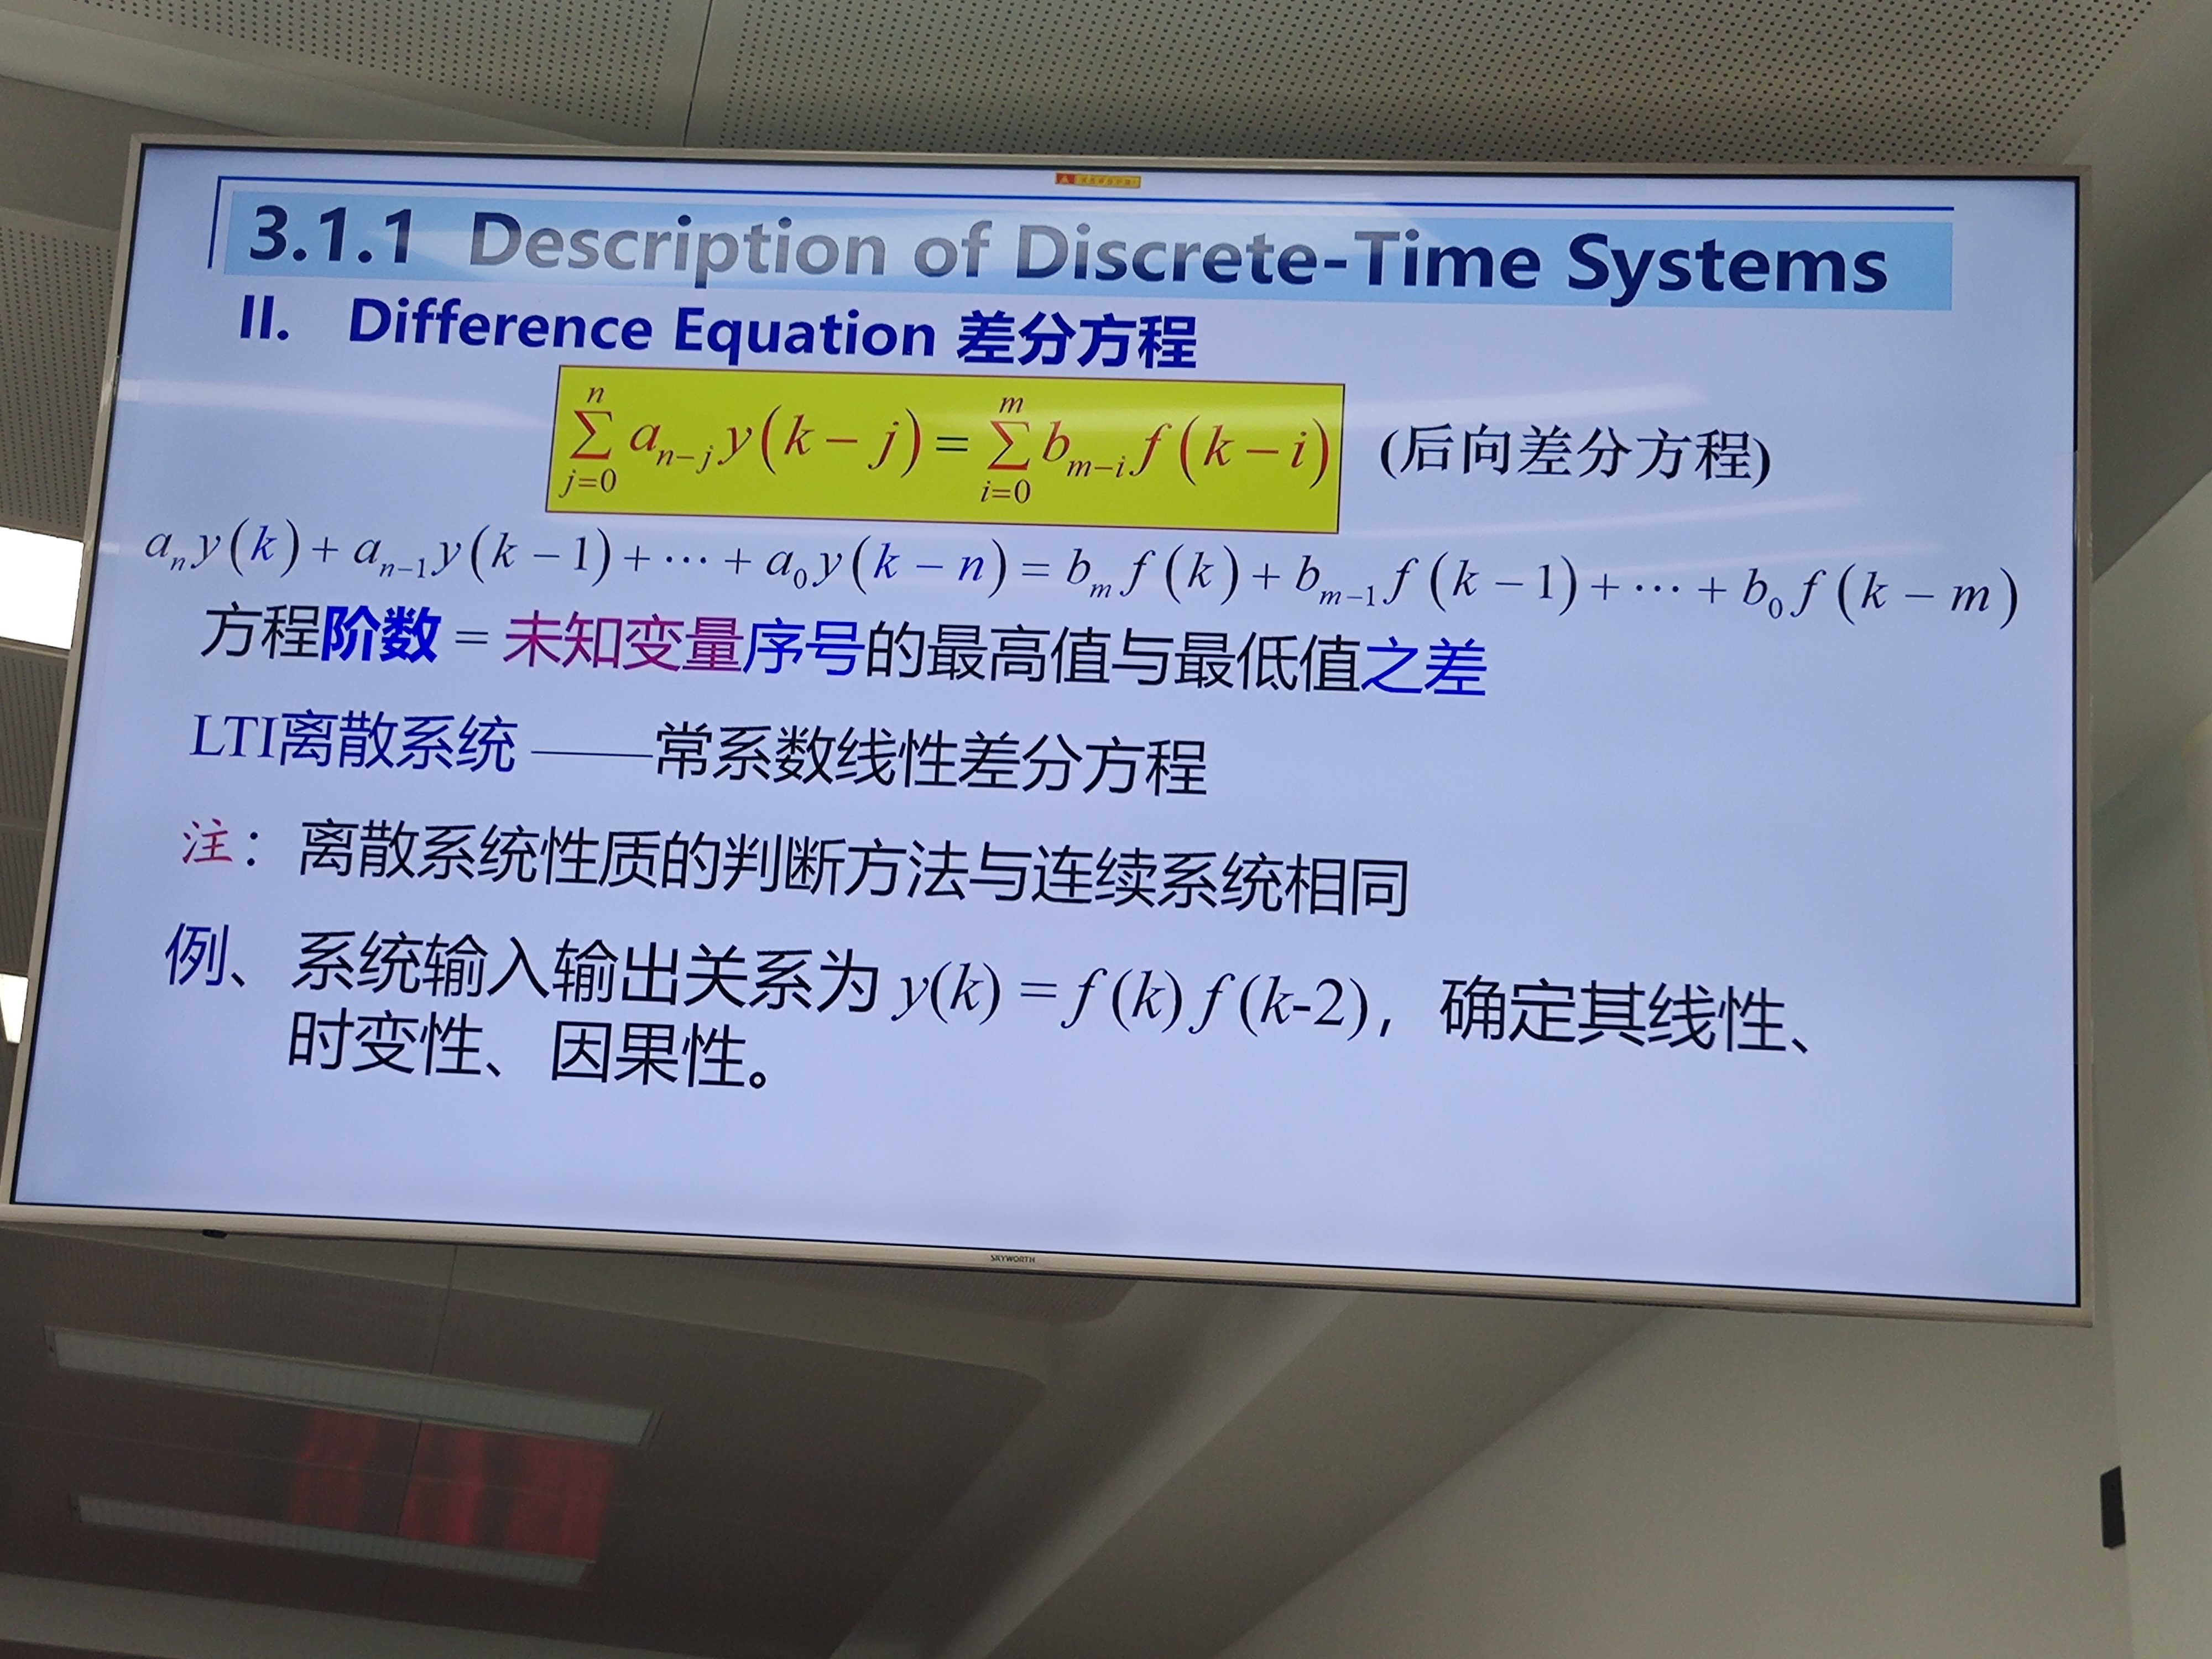 3.1.1 Description of Discrete-Time Systems
II. Difference Equation 差分方程
\sum_{j=0}^{n} a_{n-j} y(k-j) = \sum_{i=0}^{m} b_{m-i} f(k-i) (后向差分方程)
a_n y(k) + a_{n-1} y(k-1) + ⋯ + a_0 y(k-n) = b_m f(k) + b_{m-1} f(k-1) + ⋯ + b_0 f(k-m)
方程阶数 = 未知变量序号的最高值与最低值之差
LTI离散系统 ——常系数线性差分方程
注：离散系统性质的判断方法与连续系统相同
例、系统输入输出关系为 y(k) = f(k) f(k-2)，确定其线性、
时变性、因果性。
SKYWORTH